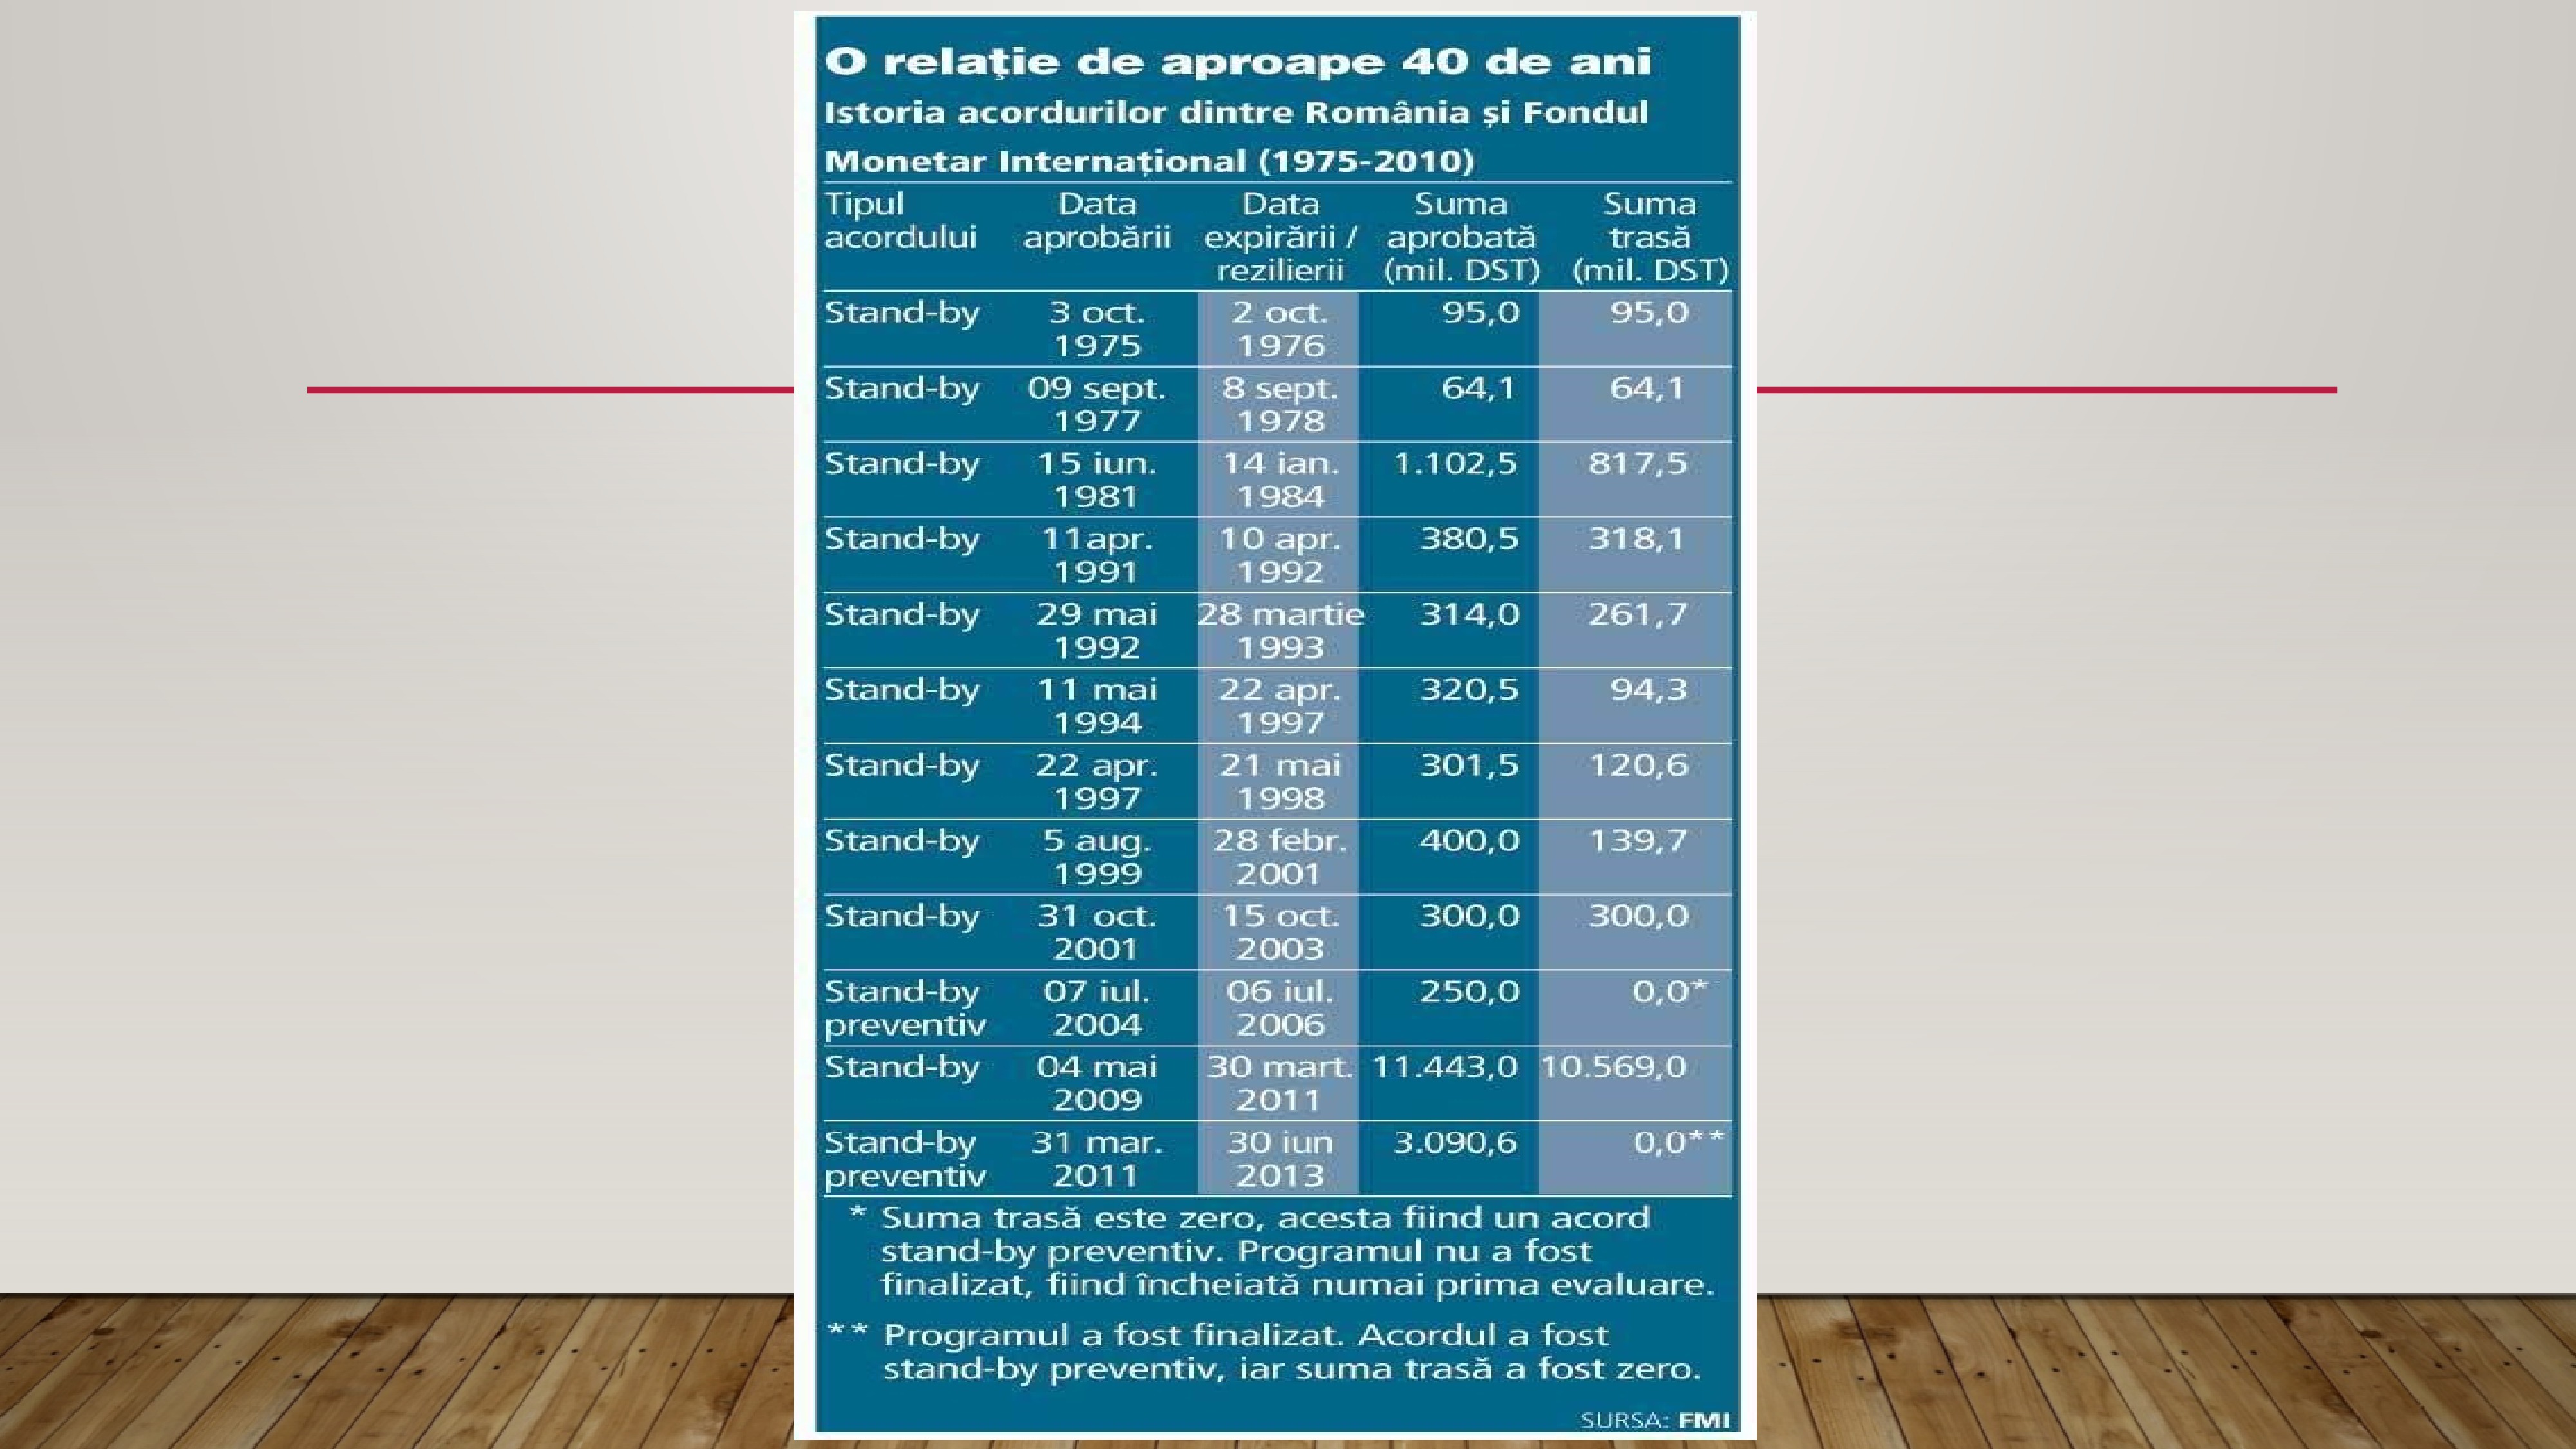 O relaţie de aproape 40 de ani
Istoria acordurilor dintre România și Fondul
Monetar Internațional (1975-2010)
Tipul acordului Data aprobării Data expirării / rezilierii Suma aprobată (mil. DST) Suma trasă (mil. DST)
Stand-by 3 oct. 1975 2 oct. 1976 95,0 95,0
Stand-by 09 sept. 1977 8 sept. 1978 64,1 64,1
Stand-by 15 iun. 1981 14 ian. 1984 1.102,5 817,5
Stand-by 11apr. 1991 10 apr. 1992 380,5 318,1
Stand-by 29 mai 1992 28 martie 1993 314,0 261,7
Stand-by 11 mai 1994 22 apr. 1997 320,5 94,3
Stand-by 22 apr. 1997 21 mai 1998 301,5 120,6
Stand-by 5 aug. 1999 28 febr. 2001 400,0 139,7
Stand-by 31 oct. 2001 15 oct. 2003 300,0 300,0
Stand-by preventiv 07 iul. 2004 06 iul. 2006 250,0 0,0*
Stand-by 04 mai 2009 30 mart. 2011 11.443,0 10.569,0
Stand-by preventiv 31 mar. 2011 30 iun 2013 3.090,6 0,0**
* Suma trasă este zero, acesta fiind un acord
stand-by preventiv. Programul nu a fost
finalizat, fiind încheiată numai prima evaluare.
** Programul a fost finalizat. Acordul a fost
stand-by preventiv, iar suma trasă a fost zero.
SURSA: FMI